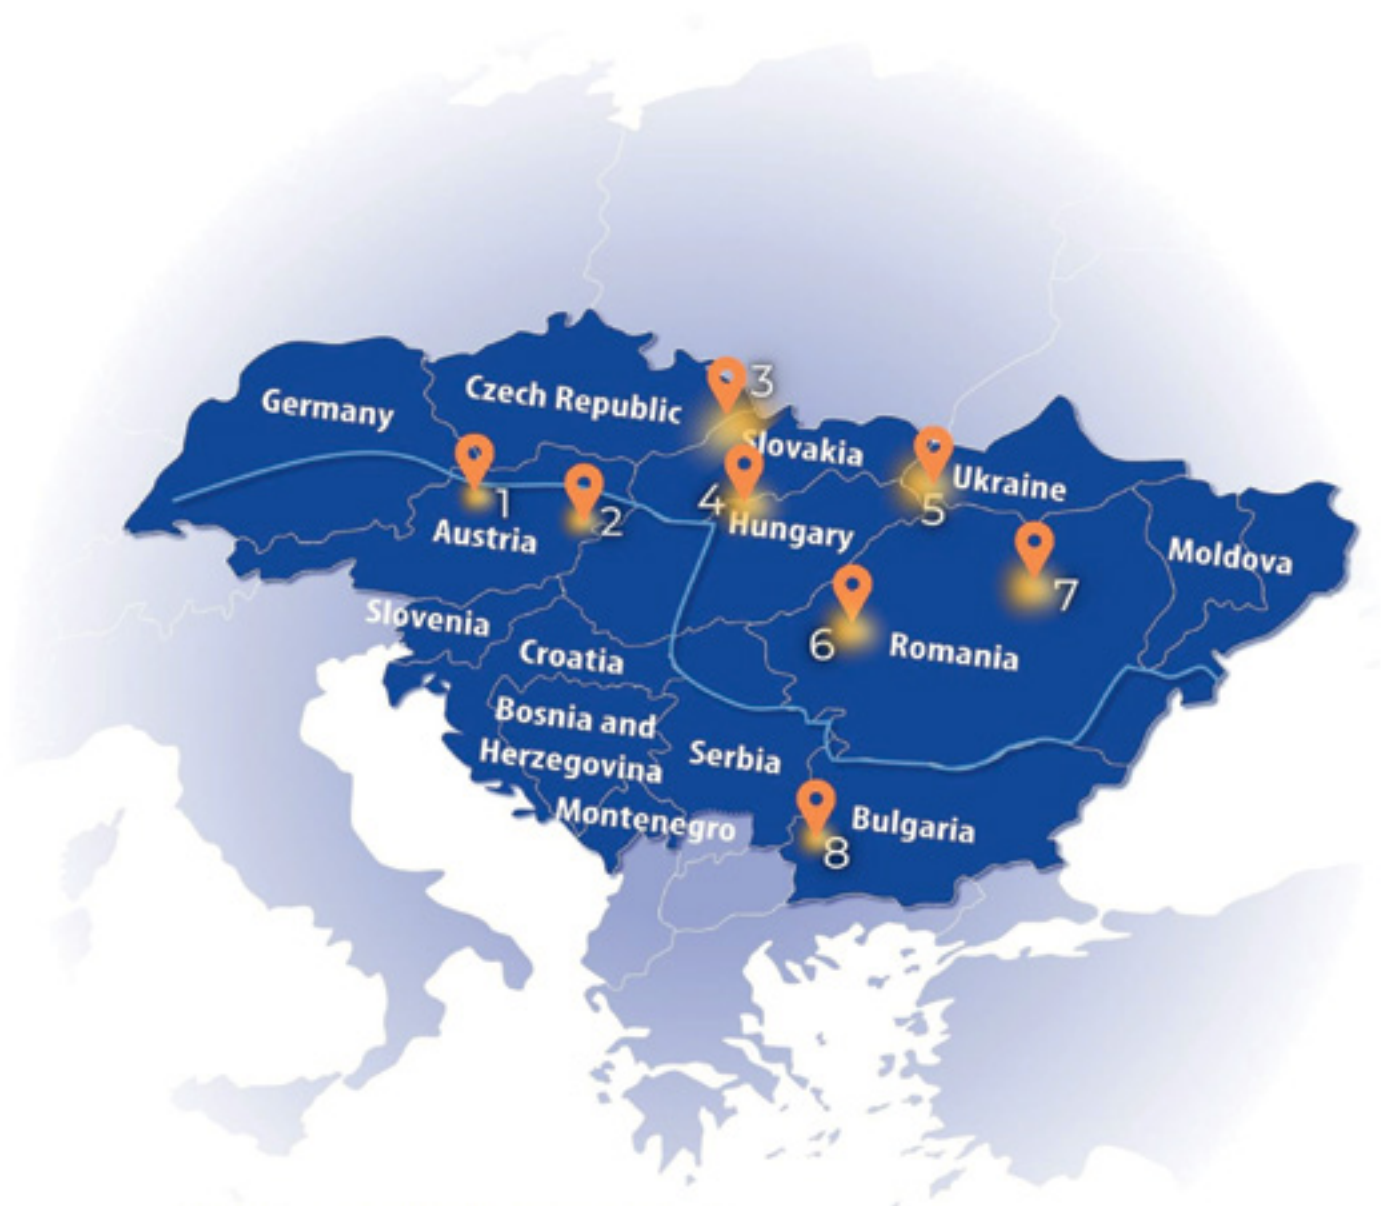 3
Czech Republic
Germany
Slovakia
1
4
5
Ukraine
2
Austria
Hungary
Moldova
7
Slovenia
6
Romania
Croatia
Bosnia and
Herzegovina
Serbia
Montenegro
Bulgaria
8